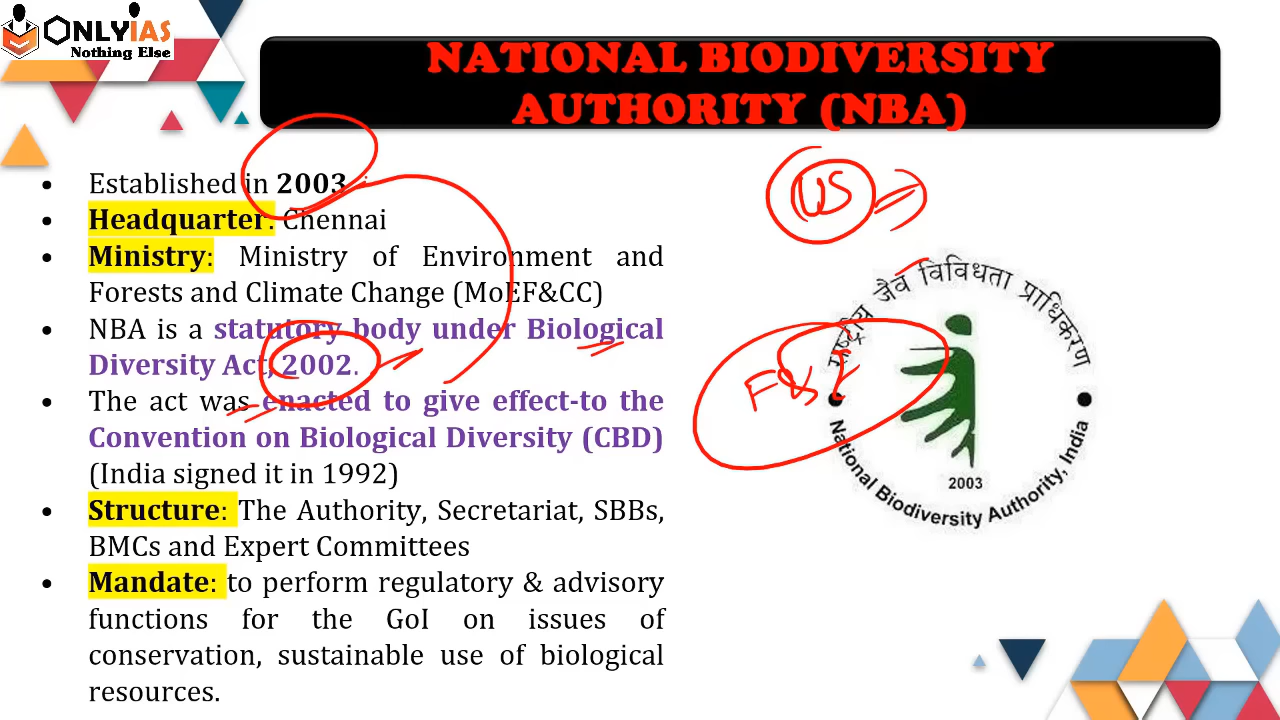 ONLYIAS
Nothing Else
NATIONAL BIODIVERSITY
AUTHORITY (NBA)
• Established in 2003
• Headquarter: Chennai
• Ministry: Ministry of Environment and
Forests and Climate Change (MoEF&CC)
• NBA is a statutory body under Biological
Diversity Act, 2002.
• The act was enacted to give effect-to the
Convention on Biological Diversity (CBD)
(India signed it in 1992)
• Structure: The Authority, Secretariat, SBBs,
BMCs and Expert Committees
• Mandate: to perform regulatory & advisory
functions for the GoI on issues of
conservation, sustainable use of biological
resources.
US
राष्ट्रीय जैव विविधता प्राधिकरण
F&E
2003
National Biodiversity Authority, India